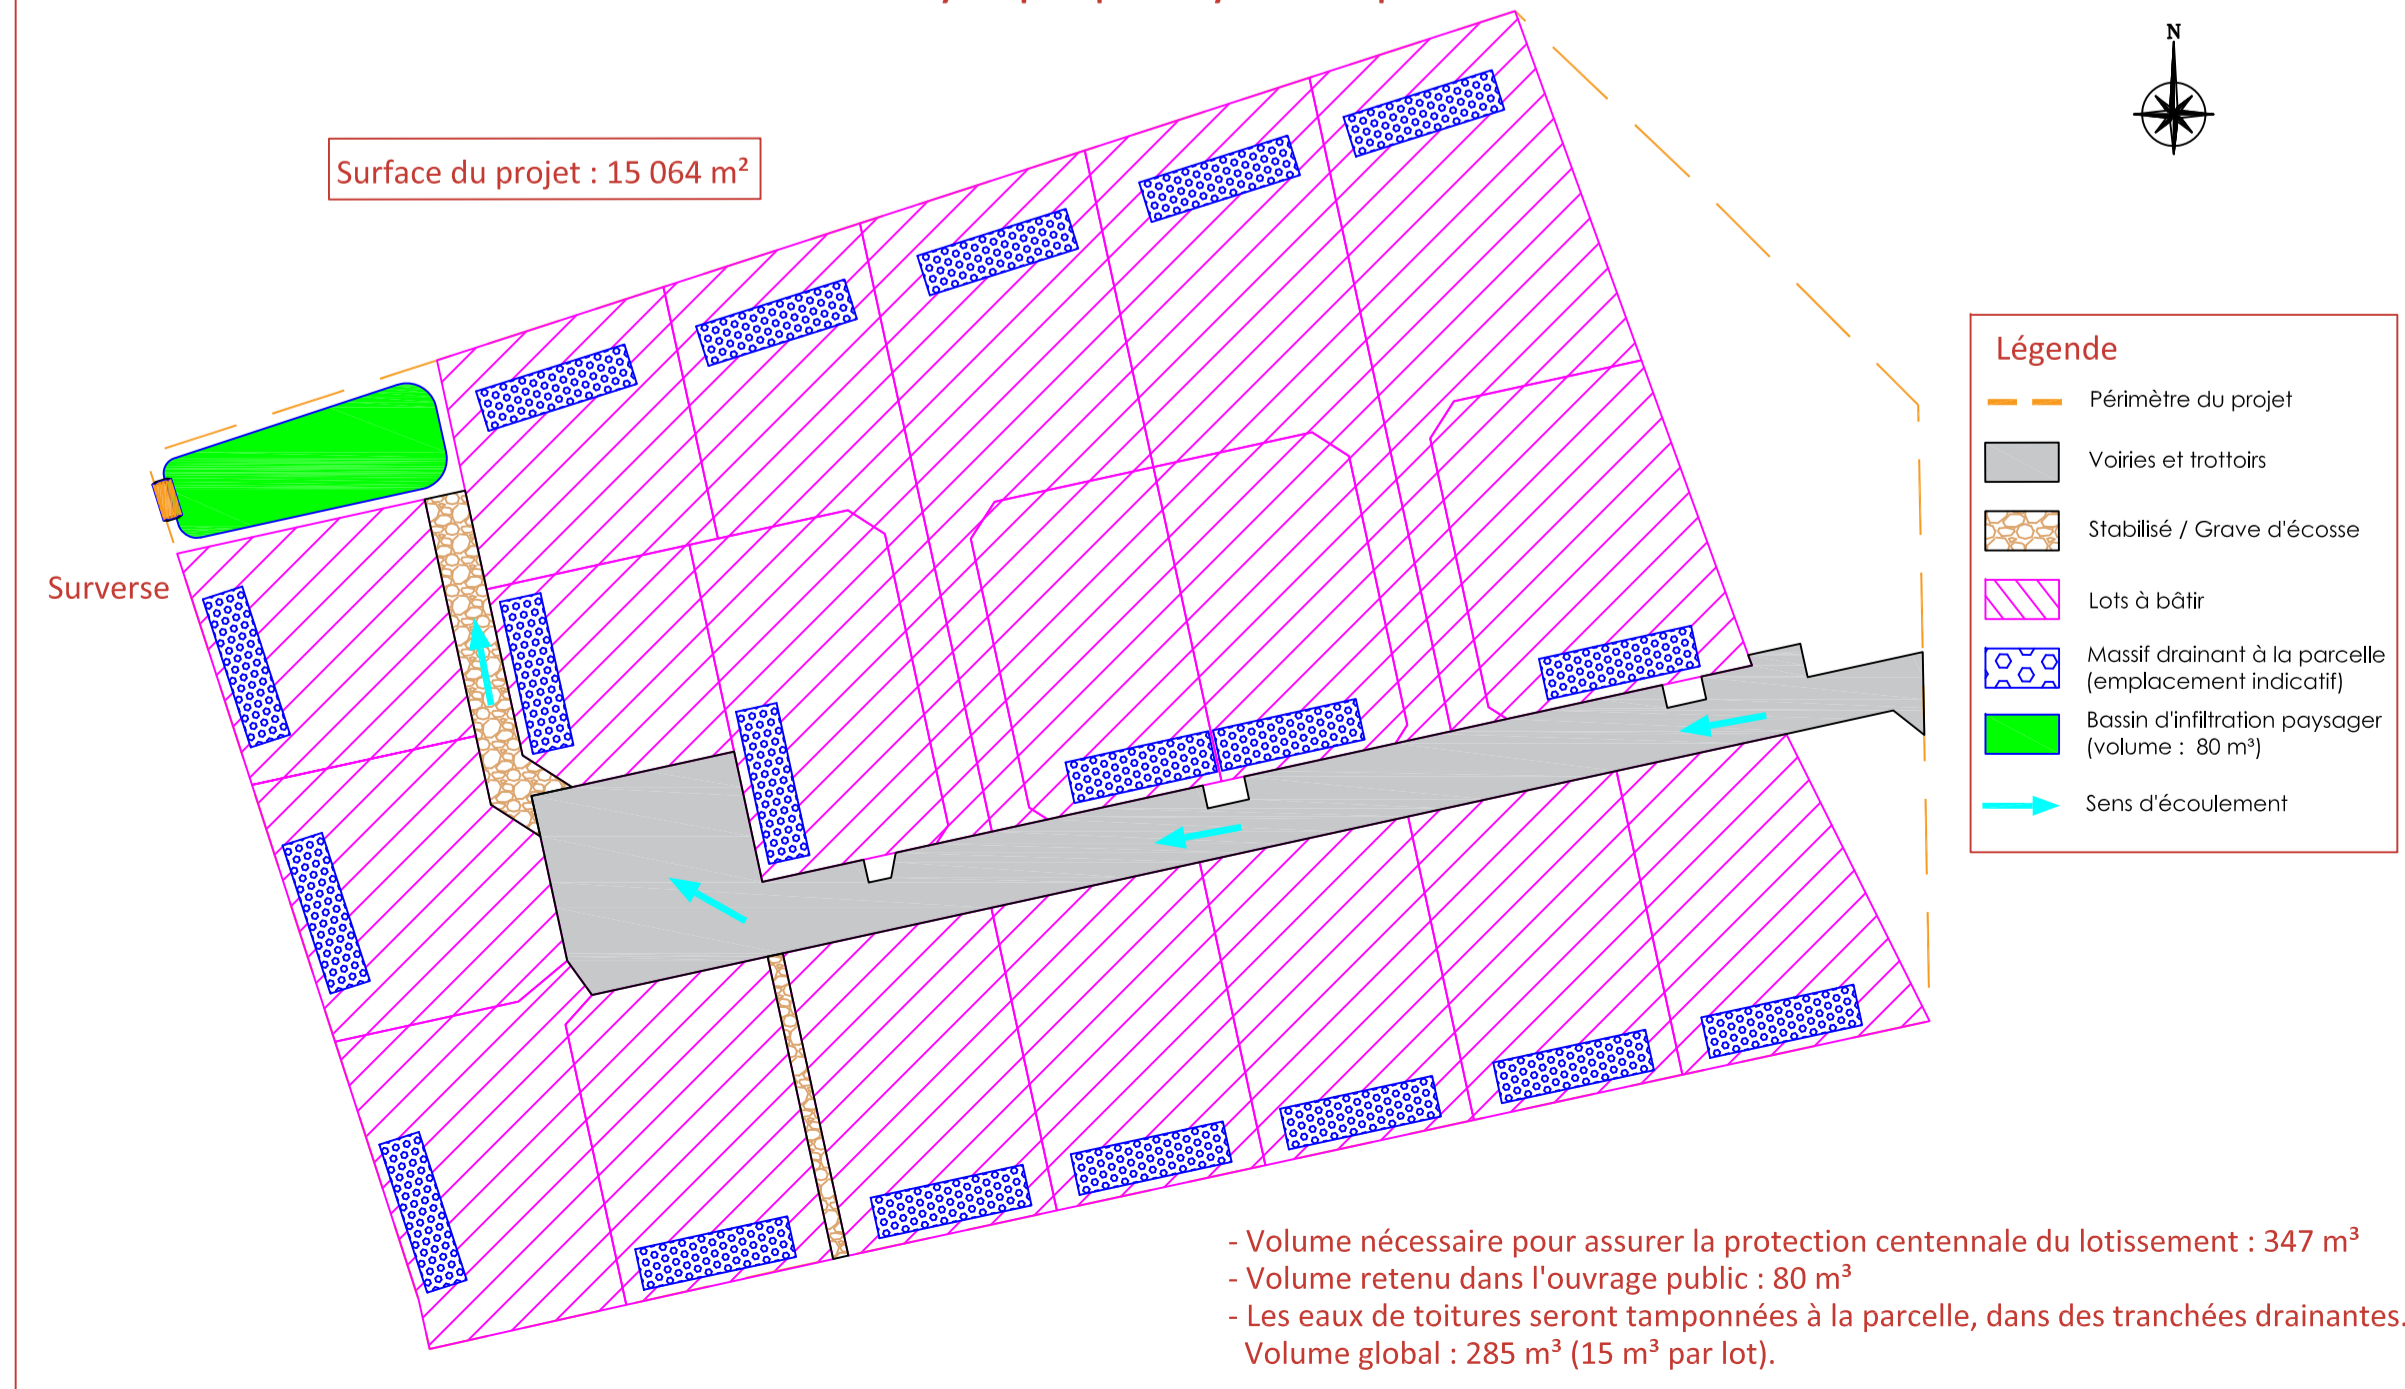 N
Surface du projet : 15 064 m²
Légende
Périmètre du projet
Voiries et trottoirs
Stabilisé / Grave d'écosse
Surverse
Lots à bâtir
Massif drainant à la parcelle
(emplacement indicatif)
Bassin d'infiltration paysager
(volume : 80 m³)
Sens d'écoulement
- Volume nécessaire pour assurer la protection centennale du lotissement : 347 m³
- Volume retenu dans l'ouvrage public : 80 m³
- Les eaux de toitures seront tamponnées à la parcelle, dans des tranchées drainantes.
Volume global : 285 m³ (15 m³ par lot).